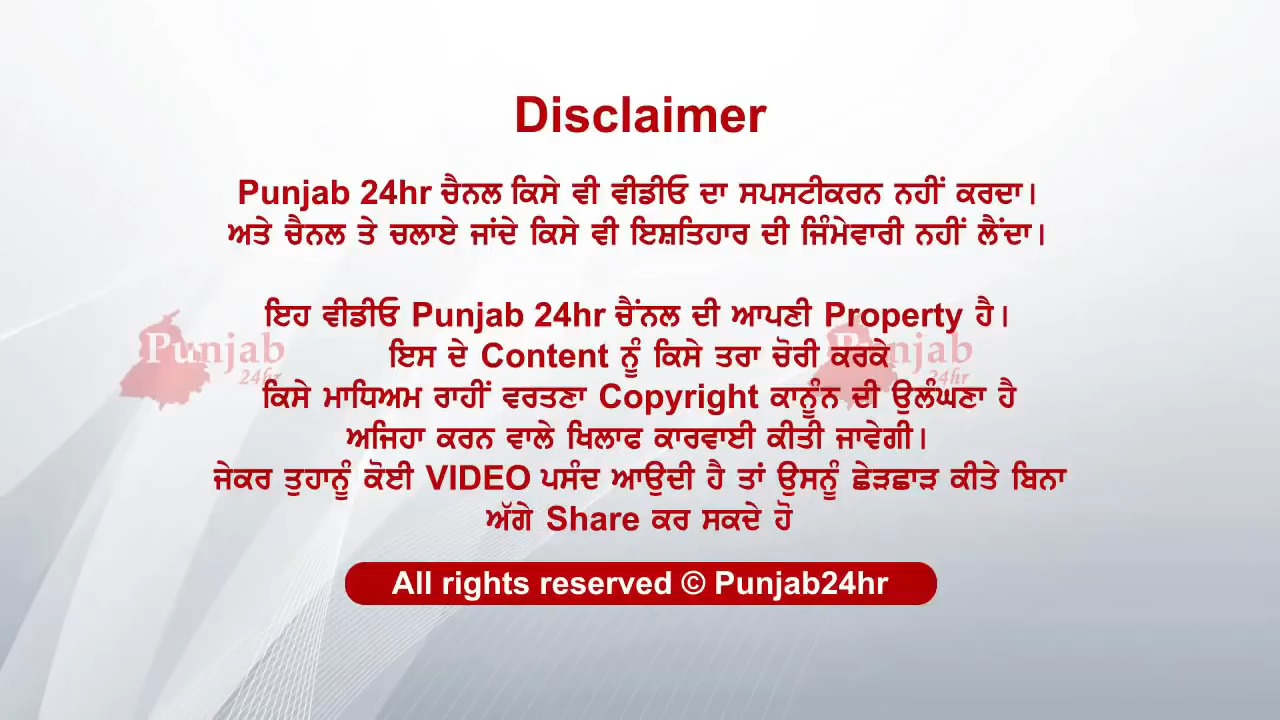 Disclaimer
Punjab 24hr ਚੈਨਲ ਕਿਸੇ ਵੀ ਵੀਡੀਓ ਦਾ ਸਪਸਟੀਕਰਨ ਨਹੀਂ ਕਰਦਾ।
ਅਤੇ ਚੈਨਲ ਤੇ ਚਲਾਏ ਜਾਂਦੇ ਕਿਸੇ ਵੀ ਇਸ਼ਤਿਹਾਰ ਦੀ ਜਿੰਮੇਵਾਰੀ ਨਹੀਂ ਲੈਂਦਾ।
ਇਹ ਵੀਡੀਓ Punjab 24hr ਚੈਂਨਲ ਦੀ ਆਪਣੀ Property ਹੈ।
ਇਸ ਦੇ Content ਨੂੰ ਕਿਸੇ ਤਰਾ ਚੋਰੀ ਕਰਕੇ
ਕਿਸੇ ਮਾਧਿਅਮ ਰਾਹੀਂ ਵਰਤਣਾ Copyright ਕਾਨੂੰਨ ਦੀ ਉਲੰਘਣਾ ਹੈ
ਅਜਿਹਾ ਕਰਨ ਵਾਲੇ ਖਿਲਾਫ ਕਾਰਵਾਈ ਕੀਤੀ ਜਾਵੇਗੀ।
ਜੇਕਰ ਤੁਹਾਨੂੰ ਕੋਈ VIDEO ਪਸੰਦ ਆਉਦੀ ਹੈ ਤਾਂ ਉਸਨੂੰ ਛੇੜਛਾੜ ਕੀਤੇ ਬਿਨਾ
ਅੱਗੇ Share ਕਰ ਸਕਦੇ ਹੋ
All rights reserved © Punjab24hr
Punjab
24hr
Punjab
24hr